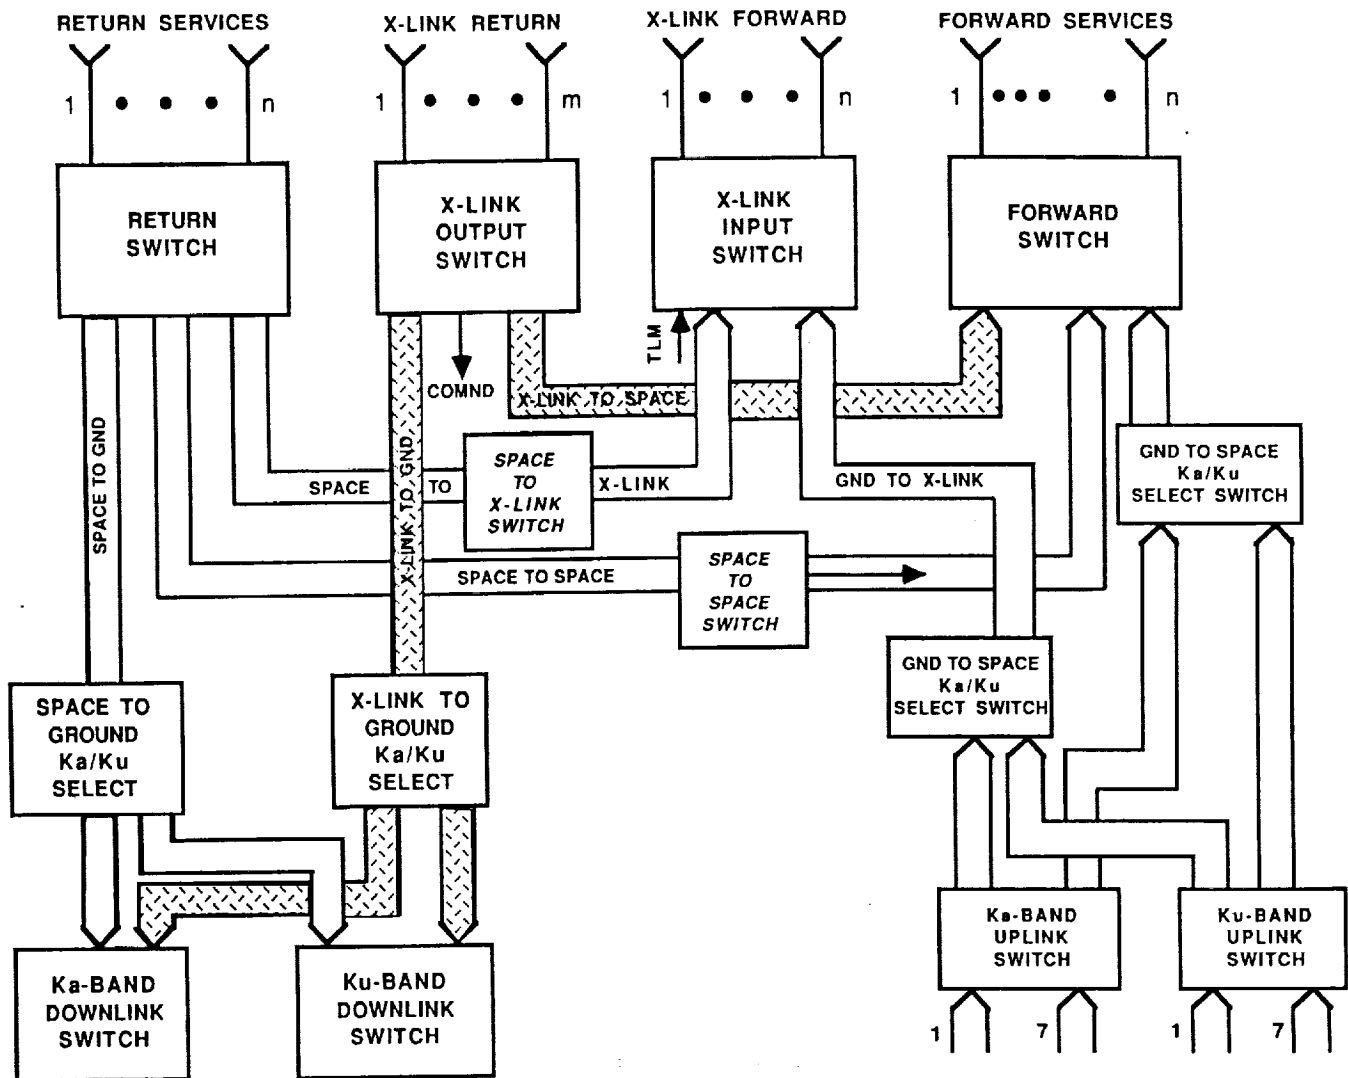 RETURN SERVICES
X-LINK RETURN
X-LINK FORWARD
FORWARD SERVICES
1
n
1
m
1
n
1
n
RETURN
SWITCH
X-LINK
OUTPUT
SWITCH
X-LINK
INPUT
SWITCH
FORWARD
SWITCH
TLM
COMND
X-LINK TO SPACE
SPACE TO GND
X-LINK TO GND
SPACE TO
SPACE
TO
X-LINK
SWITCH
X-LINK
GND TO X-LINK
GND TO SPACE
Ka/Ku
SELECT SWITCH
SPACE TO SPACE
SPACE
TO
SPACE
SWITCH
GND TO SPACE
Ka/Ku
SELECT SWITCH
SPACE TO
GROUND
Ka/Ku
SELECT
X-LINK TO
GROUND
Ka/Ku
SELECT
Ka-BAND
UPLINK
SWITCH
Ku-BAND
UPLINK
SWITCH
Ka-BAND
DOWNLINK
SWITCH
Ku-BAND
DOWNLINK
SWITCH
1
7
1
7